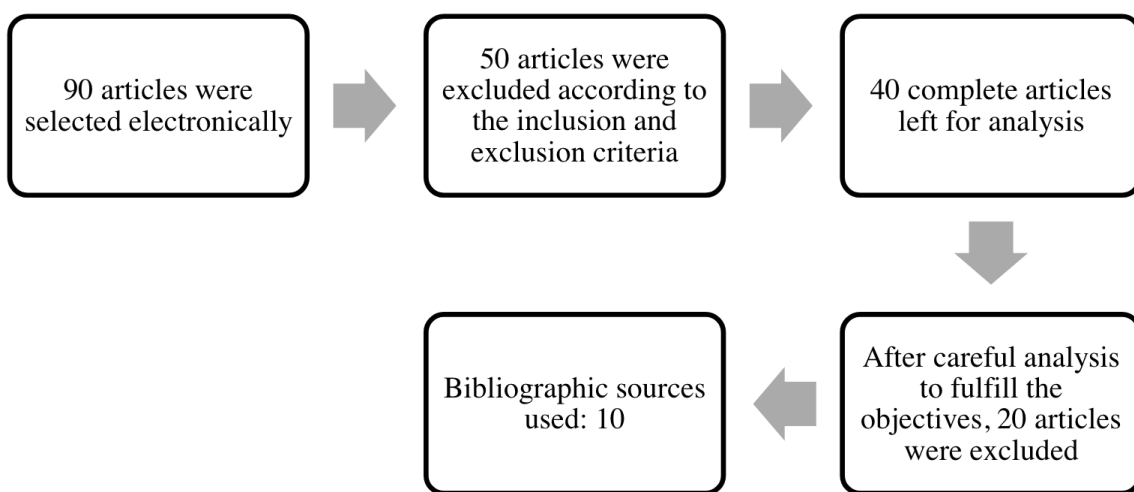 90 articles were
selected electronically
50 articles were
excluded according to
the inclusion and
exclusion criteria
40 complete articles
left for analysis
After careful analysis
to fulfill the
objectives, 20 articles
were excluded
Bibliographic sources
used: 10